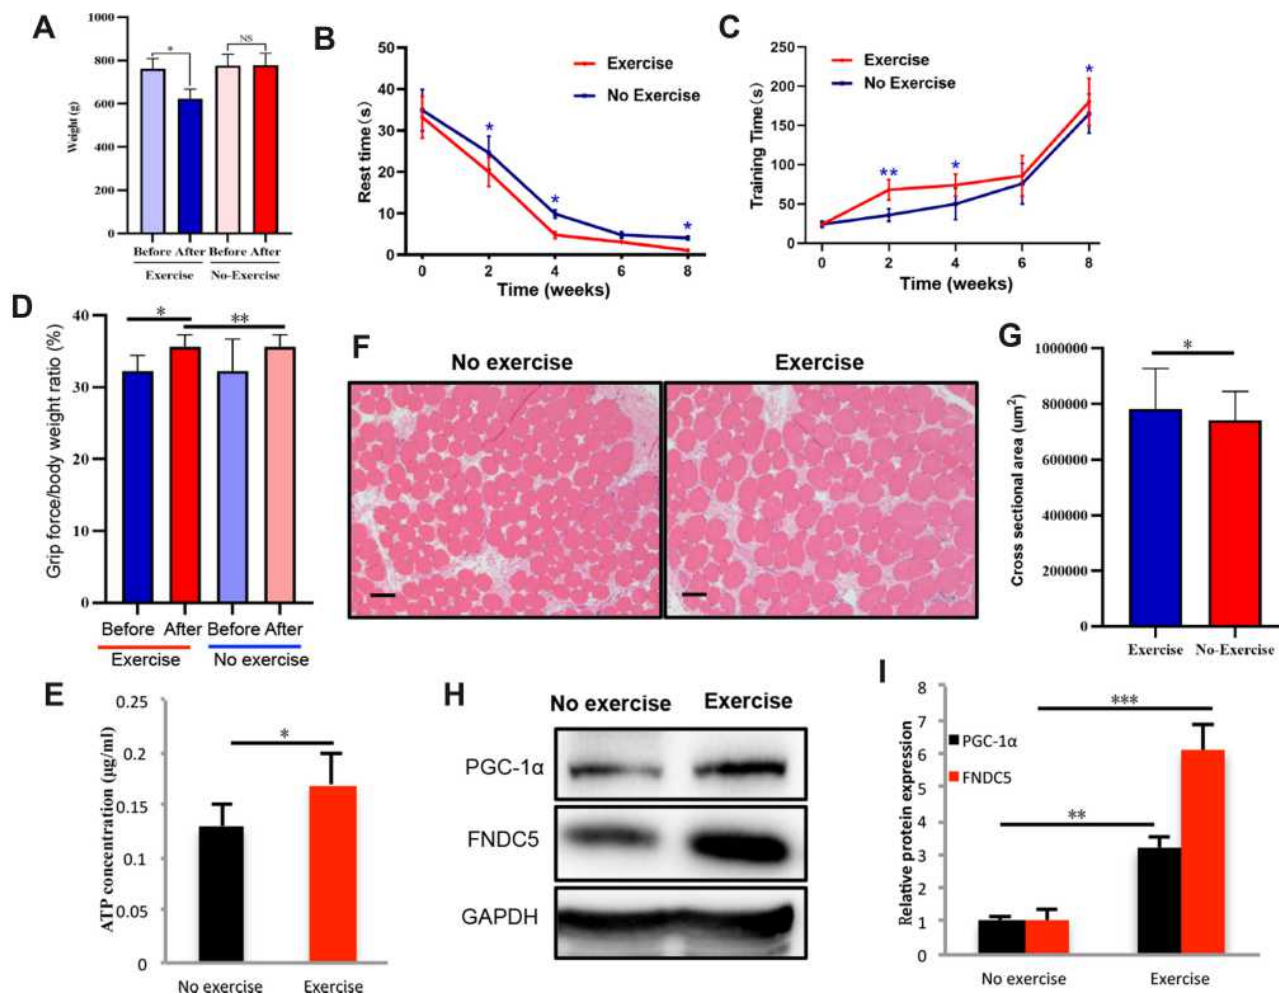 A
Weight (g)
1000
800
600
400
200
0
*
NS
Before After
Before After
Exercise
No-Exercise
B
Rest time (s)
50
40
30
20
10
0
Exercise
No Exercise
*
*
*
0 2 4 6 8
Time (weeks)
C
Training Time (s)
250
200
150
100
50
0
Exercise
No Exercise
**
*
*
0 2 4 6 8
Time (weeks)
D
Grip force/body weight ratio (%)
40
30
20
10
0
*
**
Before After Before After
Exercise
No exercise
F
No exercise
Exercise
G
Cross sectional area (um²)
1000000
800000
600000
400000
200000
0
*
Exercise No-Exercise
E
ATP concentration (μg/ml)
0.25
0.2
0.15
0.1
0.05
0
*
No exercise
Exercise
H
No exercise
Exercise
PGC-1α
FNDC5
GAPDH
I
Relative protein expression
8
7
6
5
4
3
2
1
0
PGC-1α
FNDC5
***
**
No exercise
Exercise